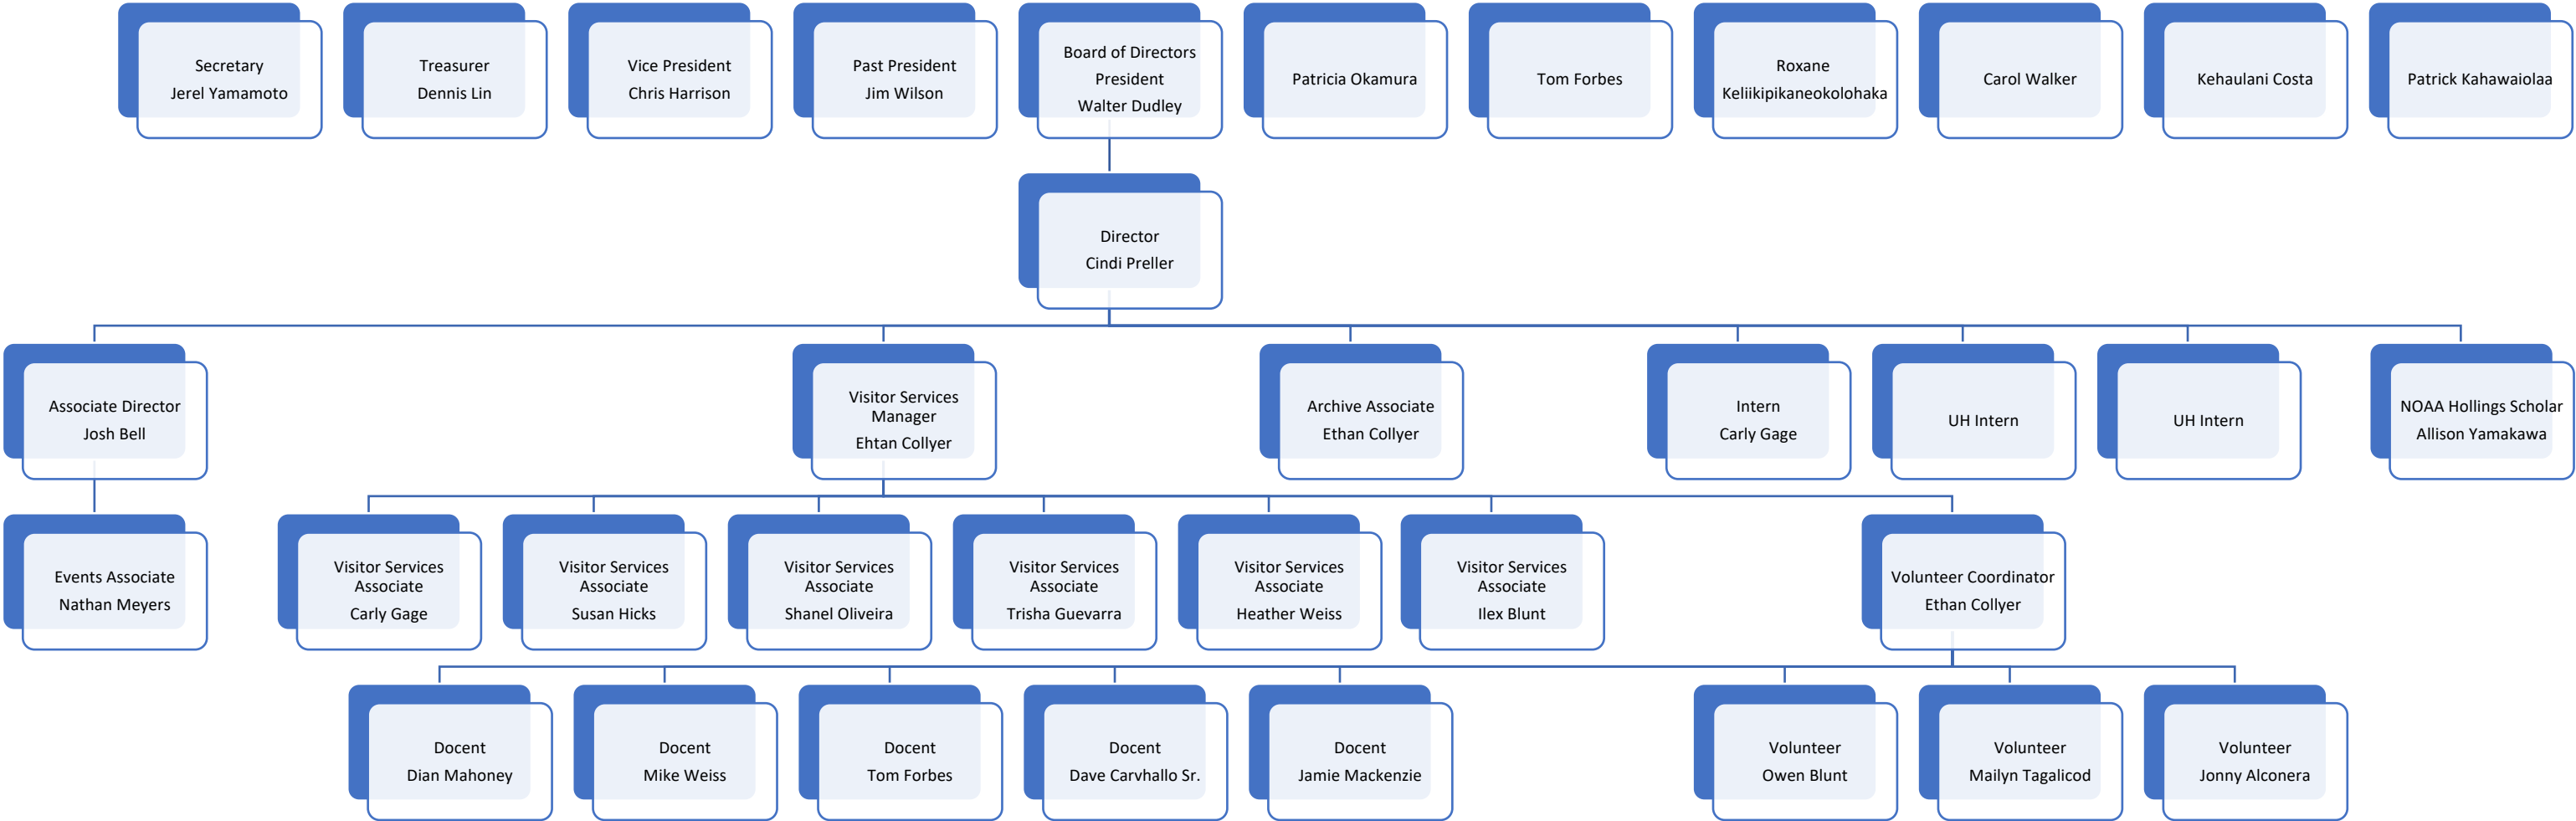 Secretary
Jerel Yamamoto
Treasurer
Dennis Lin
Vice President
Chris Harrison
Past President
Jim Wilson
Board of Directors
President
Walter Dudley
Patricia Okamura
Tom Forbes
Roxane
Keliikipikaneokolohaka
Carol Walker
Kehaulani Costa
Patrick Kahawaiolaa
Director
Cindi Preller
Associate Director
Josh Bell
Visitor Services
Manager
Ehtan Collyer
Archive Associate
Ethan Collyer
Intern
Carly Gage
UH Intern
UH Intern
NOAA Hollings Scholar
Allison Yamakawa
Events Associate
Nathan Meyers
Visitor Services
Associate
Carly Gage
Visitor Services
Associate
Susan Hicks
Visitor Services
Associate
Shanel Oliveira
Visitor Services
Associate
Trisha Guevarra
Visitor Services
Associate
Heather Weiss
Visitor Services
Associate
Ilex Blunt
Volunteer Coordinator
Ethan Collyer
Docent
Dian Mahoney
Docent
Mike Weiss
Docent
Tom Forbes
Docent
Dave Carvhallo Sr.
Docent
Jamie Mackenzie
Volunteer
Owen Blunt
Volunteer
Mailyn Tagalicod
Volunteer
Jonny Alconera